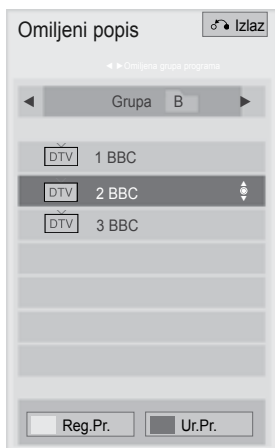 Omiljeni popis
Izlaz
◄ ►Omiljena grupa programa
Grupa B
DTV 1 BBC
DTV 2 BBC
DTV 3 BBC
Reg.Pr.
Ur.Pr.